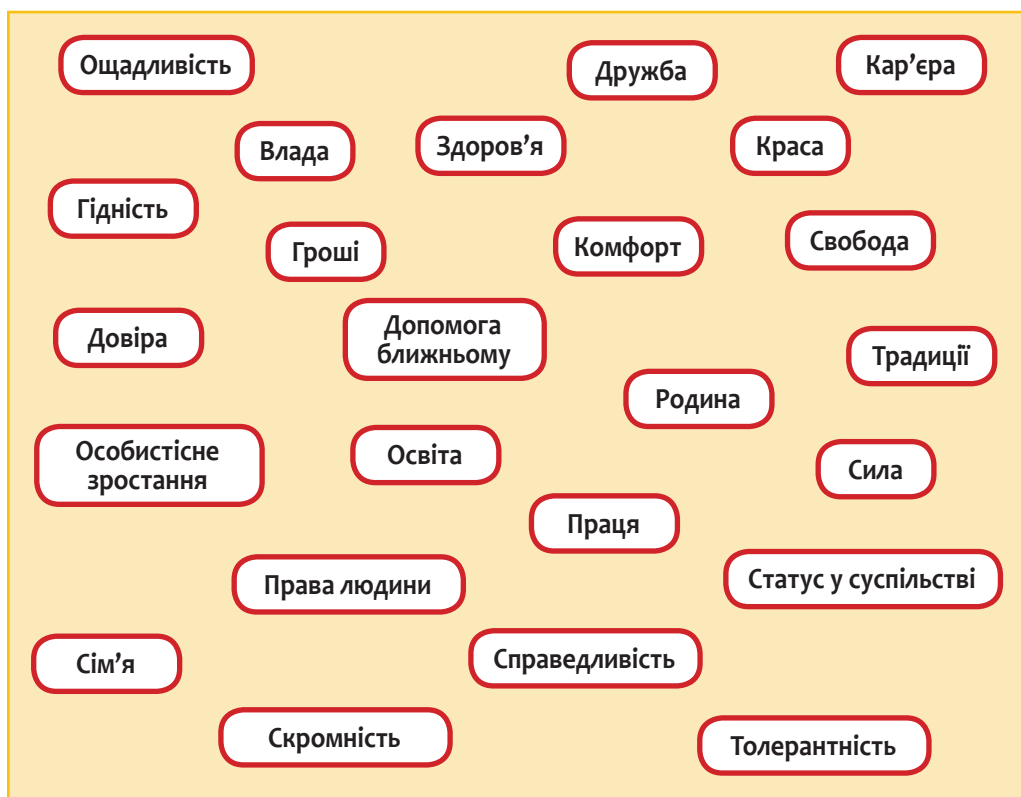 Ощадливість
Дружба
Кар’єра
Влада
Здоров’я
Краса
Гідність
Гроші
Комфорт
Свобода
Довіра
Допомога
ближньому
Традиції
Родина
Особистісне
зростання
Освіта
Сила
Праця
Права людини
Статус у суспільстві
Сім’я
Справедливість
Скромність
Толерантність